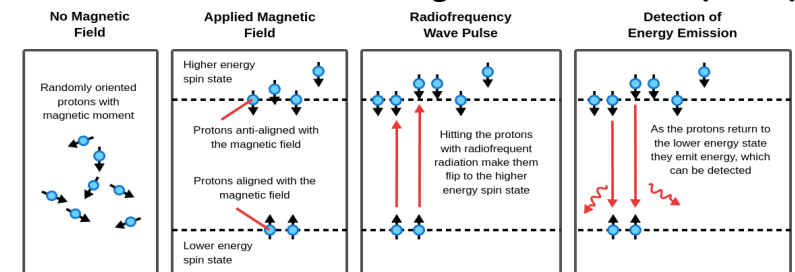 No Magnetic
Field
Randomly oriented
protons with
magnetic moment
Applied Magnetic
Field
Higher energy
spin state
Protons anti-aligned with
the magnetic field
Protons aligned with the
magnetic field
Lower energy
spin state
Radiofrequency
Wave Pulse
Hitting the protons
with radiofrequent
radiation make them
flip to the higher
energy spin state
Detection of
Energy Emission
As the protons return to
the lower energy state
they emit energy, which
can be detected